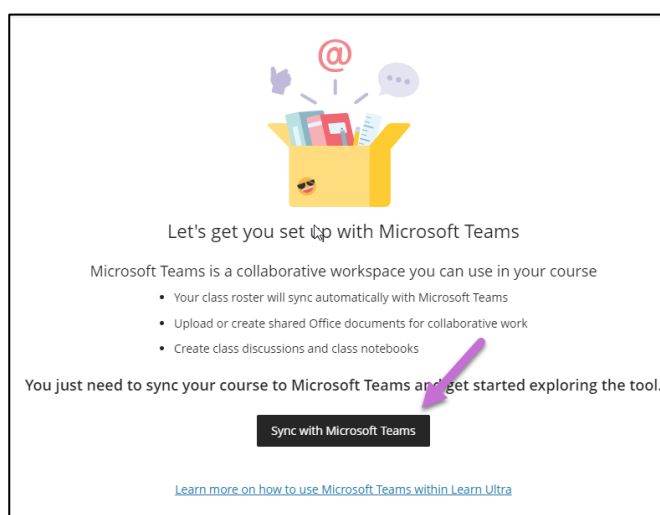 @
Let's get you set up with Microsoft Teams
Microsoft Teams is a collaborative workspace you can use in your course
• Your class roster will sync automatically with Microsoft Teams
• Upload or create shared Office documents for collaborative work
• Create class discussions and class notebooks
You just need to sync your course to Microsoft Teams and get started exploring the tool.
Sync with Microsoft Teams
Learn more on how to use Microsoft Teams within Learn Ultra